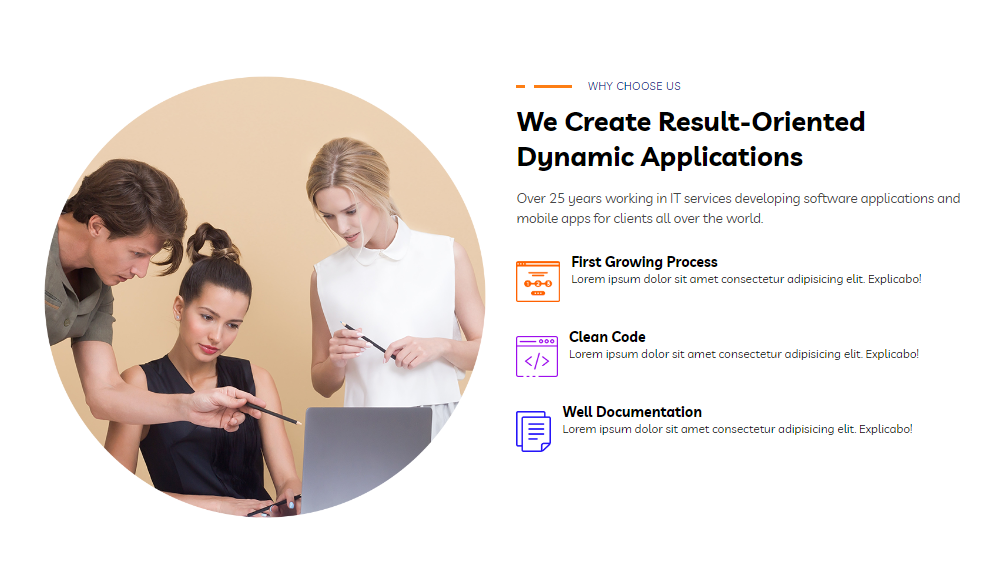 WHY CHOOSE US
We Create Result-Oriented
Dynamic Applications
Over 25 years working in IT services developing software applications and
mobile apps for clients all over the world.
1 2 3
First Growing Process
Lorem ipsum dolor sit amet consectetur adipisicing elit. Explicabo!
</>
Clean Code
Lorem ipsum dolor sit amet consectetur adipisicing elit. Explicabo!
Well Documentation
Lorem ipsum dolor sit amet consectetur adipisicing elit. Explicabo!